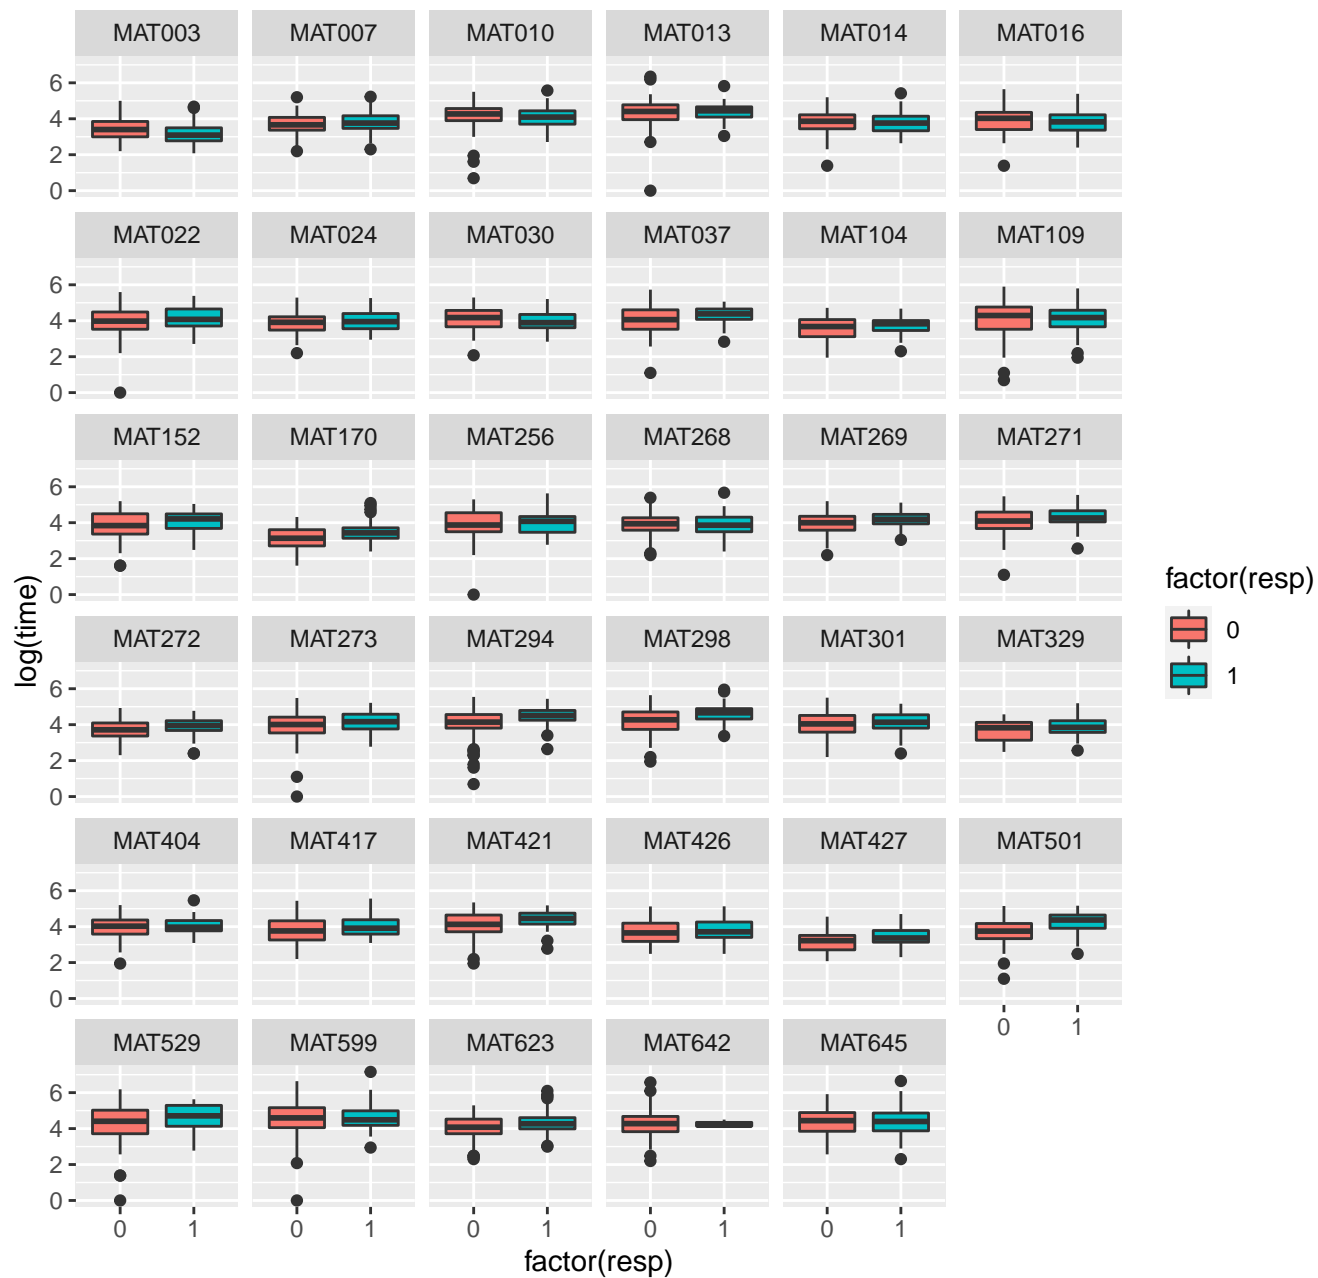 MAT003 MAT007 MAT010 MAT013 MAT014 MAT016
6
4
2
0
MAT022 MAT024 MAT030 MAT037 MAT104 MAT109
6
4
2
0
MAT152 MAT170 MAT256 MAT268 MAT269 MAT271
6
4
2
0
MAT272 MAT273 MAT294 MAT298 MAT301 MAT329
6
4
2
0
MAT404 MAT417 MAT421 MAT426 MAT427 MAT501
6
4
2
0
0 1
MAT529 MAT599 MAT623 MAT642 MAT645
6
4
2
0
0 1 0 1 0 1 0 1 0 1
factor(resp)
log(time)
factor(resp)
0
1